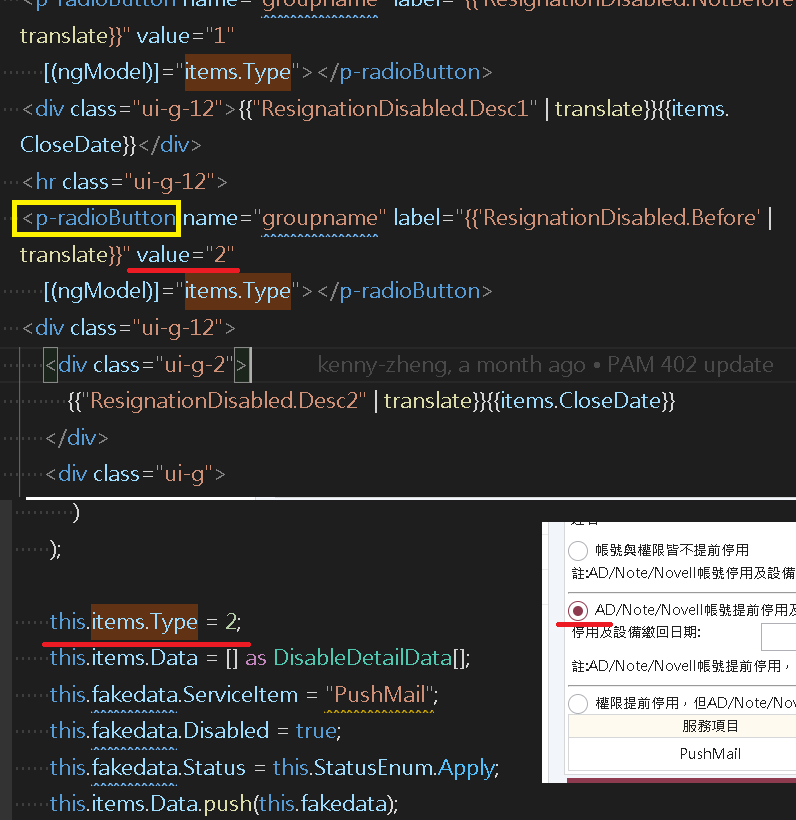 <p-radioButton name="groupname" label="{{'ResignationDisabled.NotBefore' |
translate}}" value="1"
[(ngModel)]="items.Type"></p-radioButton>
<div class="ui-g-12">{{"ResignationDisabled.Desc1" | translate}}{{items.
CloseDate}}</div>
<hr class="ui-g-12">
<p-radioButton name="groupname" label="{{'ResignationDisabled.Before' |
translate}}" value="2"
[(ngModel)]="items.Type"></p-radioButton>
<div class="ui-g-12">
<div class="ui-g-2"> kenny-zheng, a month ago • PAM 402 update
{{"ResignationDisabled.Desc2" | translate}}{{items.CloseDate}}
</div>
<div class="ui-g">
)
);
this.items.Type = 2;
this.items.Data = [] as DisableDetailData[];
this.fakedata.ServiceItem = "PushMail";
this.fakedata.Disabled = true;
this.fakedata.Status = this.StatusEnum.Apply;
this.items.Data.push(this.fakedata);
帳號與權限皆不提前停用
註:AD/Note/Novell帳號停用及設備
AD/Note/Novell帳號提前停用及
停用及設備繳回日期:
註:AD/Note/Novell帳號提前停用，
權限提前停用，但AD/Note/Nov
服務項目
PushMail